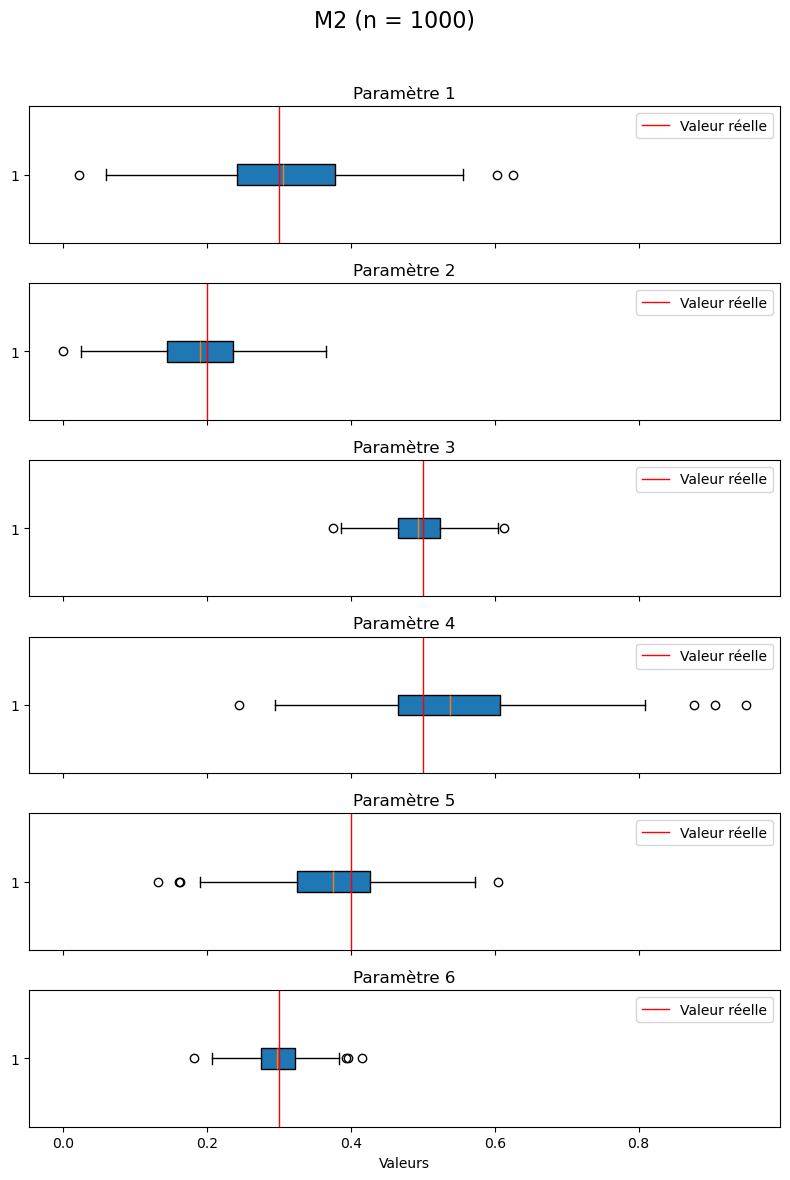 M2 (n = 1000)
Paramètre 1
Valeur réelle
1
Paramètre 2
Valeur réelle
1
Paramètre 3
Valeur réelle
1
Paramètre 4
Valeur réelle
1
Paramètre 5
Valeur réelle
1
Paramètre 6
Valeur réelle
1
0.0 0.2 0.4 0.6 0.8
Valeurs